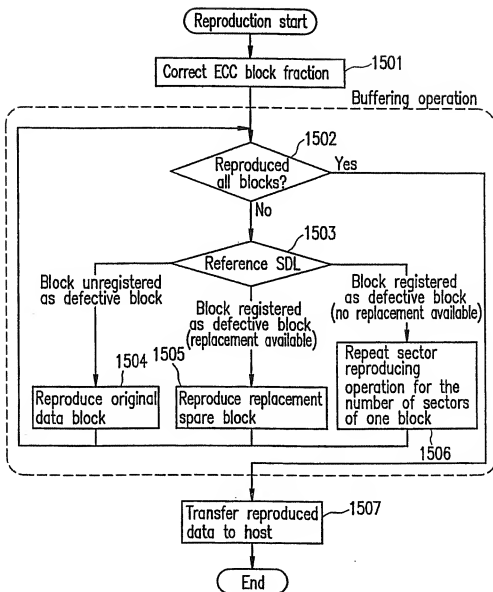 Reproduction start
Correct ECC block fraction
1501
Buffering operation
1502
Reproduced
all blocks?
Yes
No
1503
Reference SDL
Block unregistered
as defective block
Block registered
as defective block
(replacement available)
Block registered
as defective block
(no replacement available)
1504
Reproduce original
data block
1505
Reproduce replacement
spare block
Repeat sector
reproducing
operation for the
number of sectors
of one block
1506
1507
Transfer reproduced
data to host
End